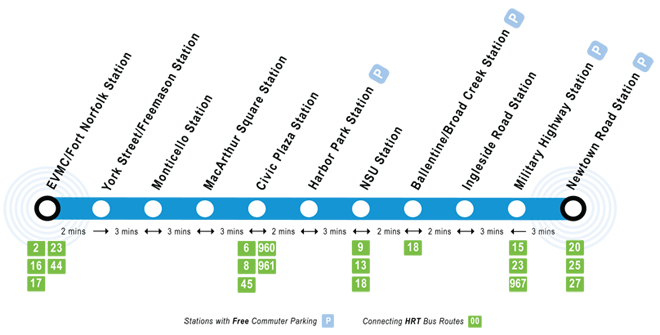 EVMC/Fort Norfolk Station
York Street/Freemason Station
Monticello Station
MacArthur Square Station
Civic Plaza Station
Harbor Park Station P
NSU Station
Ballentine/Broad Creek Station P
Ingleside Road Station
Military Highway Station P
Newtown Road Station P
2 mins 3 mins 3 mins 3 mins 2 mins 3 mins 2 mins 2 mins 3 mins 3 mins
2 23 6 960 9 18 15 20
16 44 8 961 13 23 25
17 45 18 967 27
Stations with Free Commuter Parking P Connecting HRT Bus Routes 00